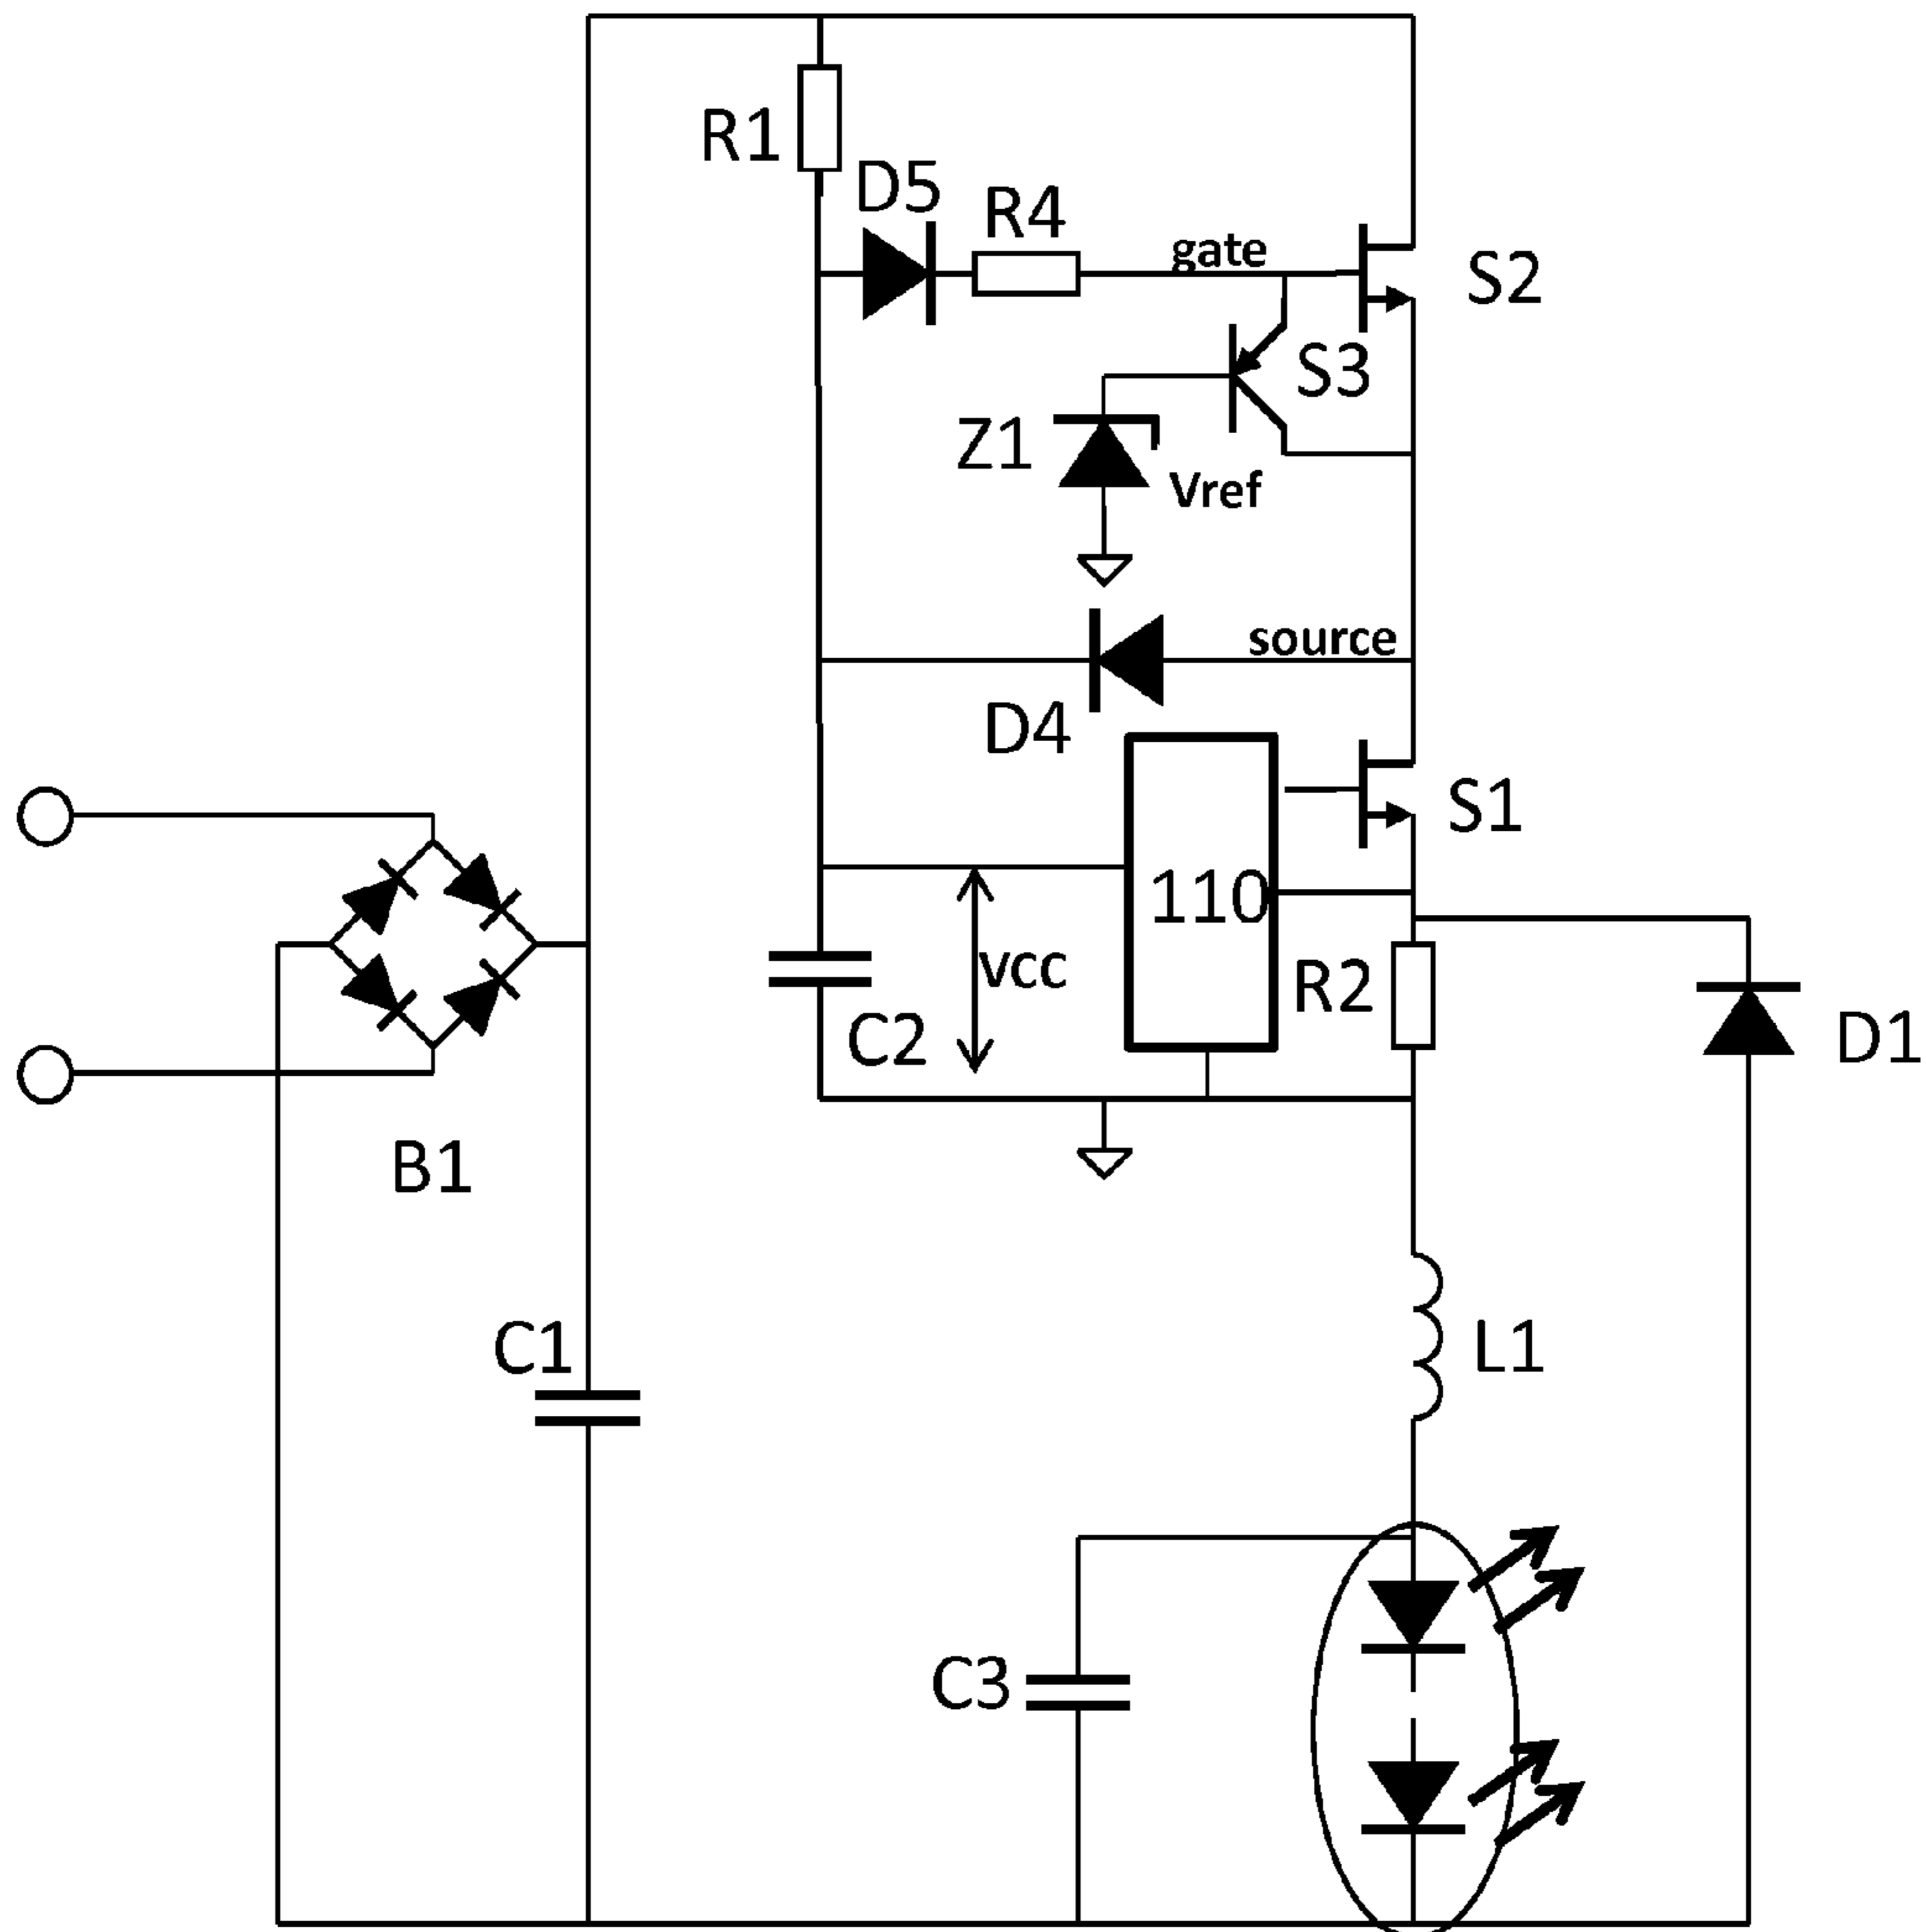 R1
D5
R4
gate
S2
S3
Z1
Vref
source
D4
S1
110
vcc
R2
C2
D1
B1
C1
L1
C3